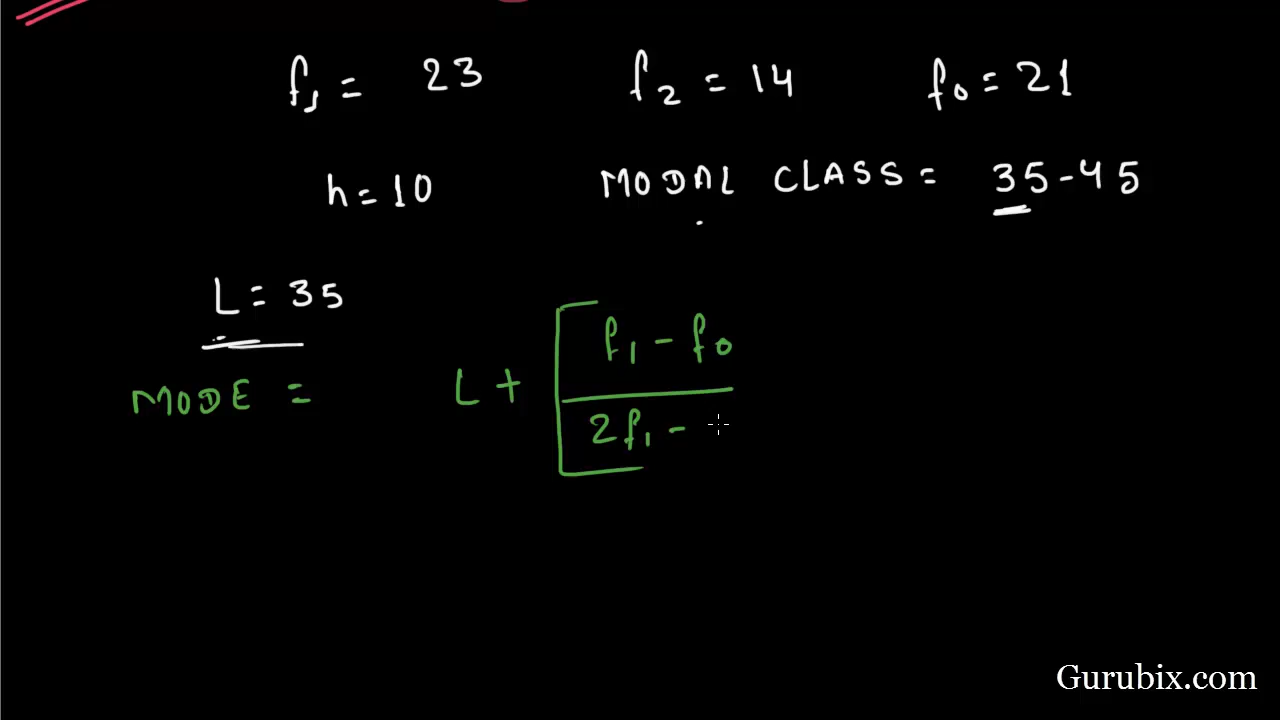 f₁ = 23 f₂ = 14 f₀ = 21
h = 10 MODAL CLASS = 35-45
L = 35
MODE = L + [ f₁ - f₀
2f₁ -
Gurubix.com